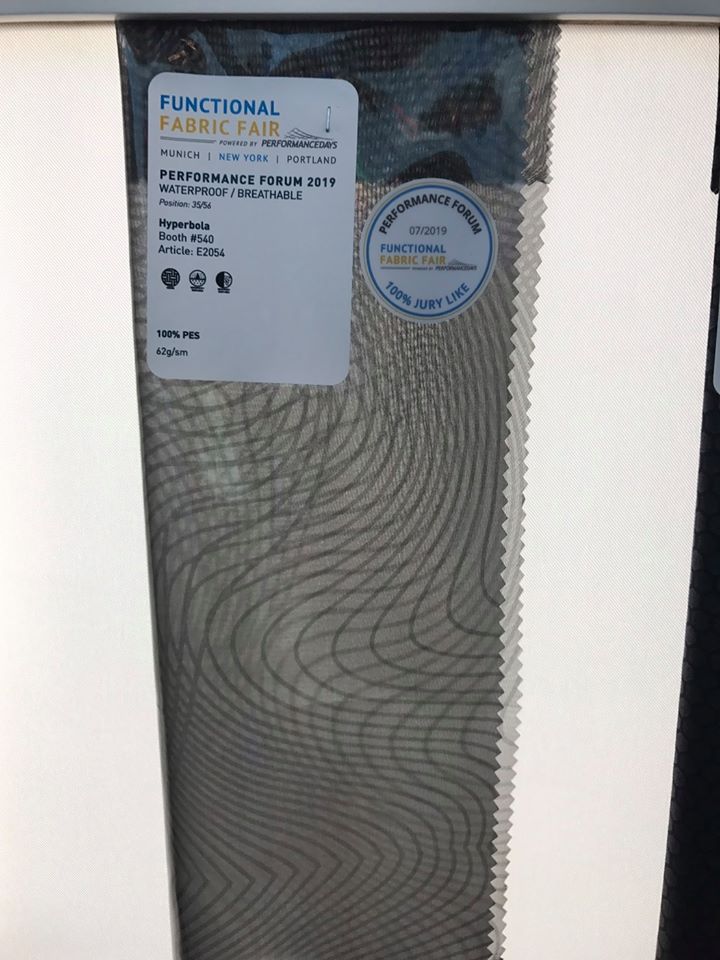 FUNCTIONAL
FABRIC FAIR
POWERED BY PERFORMANCEDAYS
MUNICH | NEW YORK | PORTLAND
PERFORMANCE FORUM 2019
WATERPROOF / BREATHABLE
Position: 35/56
Hyperbola
Booth #540
Article: E2054
100% PES
62g/sm
PERFORMANCE FORUM
07/2019
FUNCTIONAL
FABRIC FAIR
POWERED BY PERFORMANCEDAYS
100% JURY LIKE